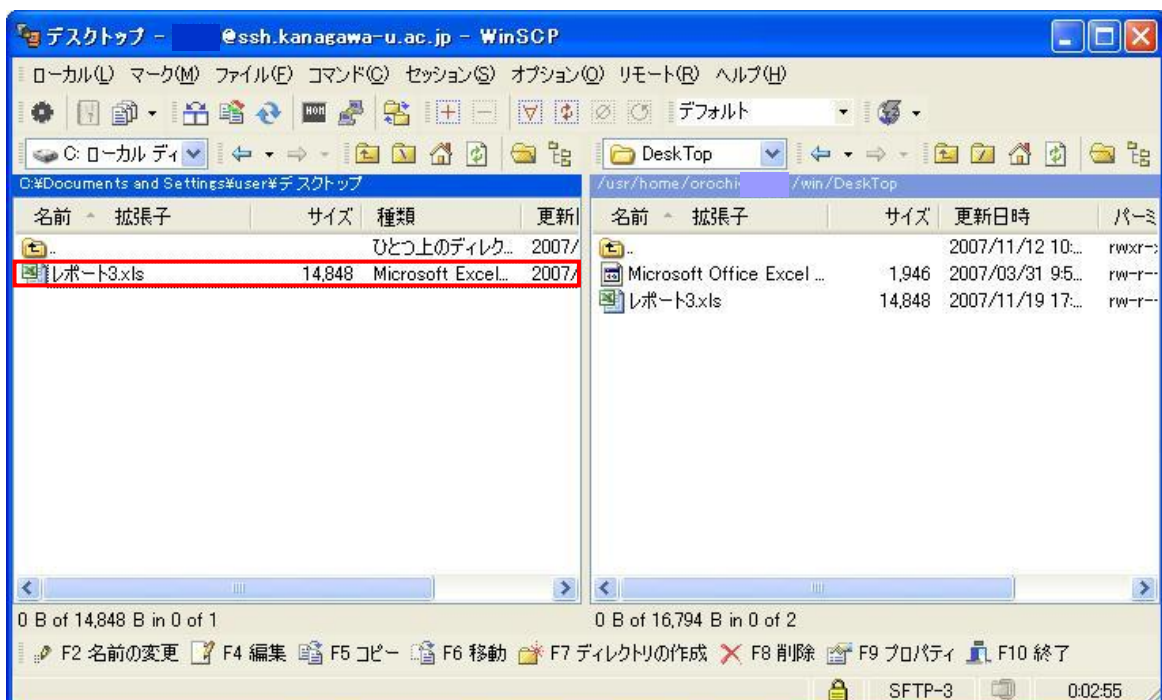 デスクトップ - @ssh.kanagawa-u.ac.jp - WinSCP
ローカル(L) マーク(M) ファイル(F) コマンド(C) セッション(S) オプション(O) リモート(R) ヘルプ(H)
デフォルト
C: ローカル ディ
DeskTop
C:¥Documents and Settings¥user¥デスクトップ
/usr/home/orochi /win/DeskTop
名前 拡張子 サイズ 種類 更新
.. ひとつ上のディレク... 2007/
レポート3.xls 14,848 Microsoft Excel... 2007/
名前 拡張子 サイズ 更新日時 パーミ
.. 2007/11/12 10:... rwxr-
Microsoft Office Excel ... 1,946 2007/03/31 9:5... rw-r--
レポート3.xls 14,848 2007/11/19 17:... rw-r--
0 B of 14,848 B in 0 of 1
0 B of 16,794 B in 0 of 2
F2 名前の変更 F4 編集 F5 コピー F6 移動 F7 ディレクトリの作成 F8 削除 F9 プロパティ F10 終了
SFTP-3 0:02:55